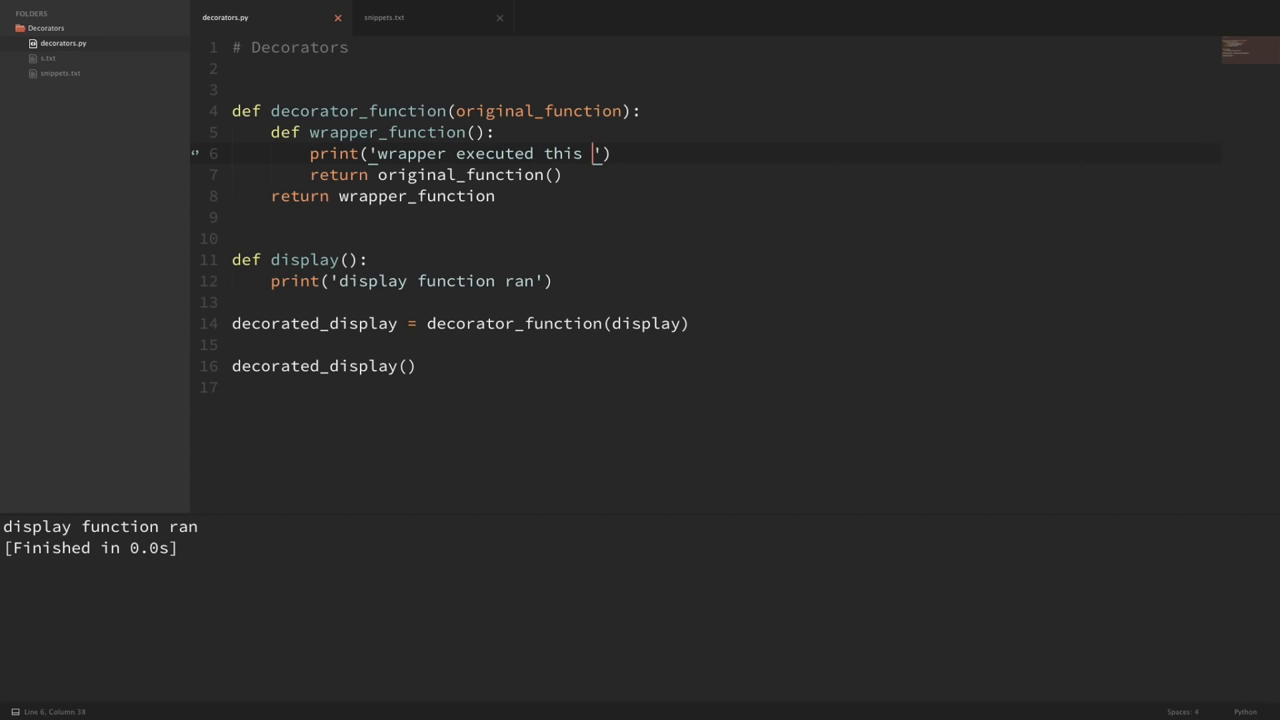 FOLDERS
Decorators
decorators.py
s.txt
snippets.txt
decorators.py
snippets.txt
1 # Decorators
2
3
4 def decorator_function(original_function):
5     def wrapper_function():
6         print('wrapper executed this ')
7         return original_function()
8     return wrapper_function
9
10
11 def display():
12     print('display function ran')
13
14 decorated_display = decorator_function(display)
15
16 decorated_display()
17
display function ran
[Finished in 0.0s]
Line 6, Column 38
Spaces: 4
Python